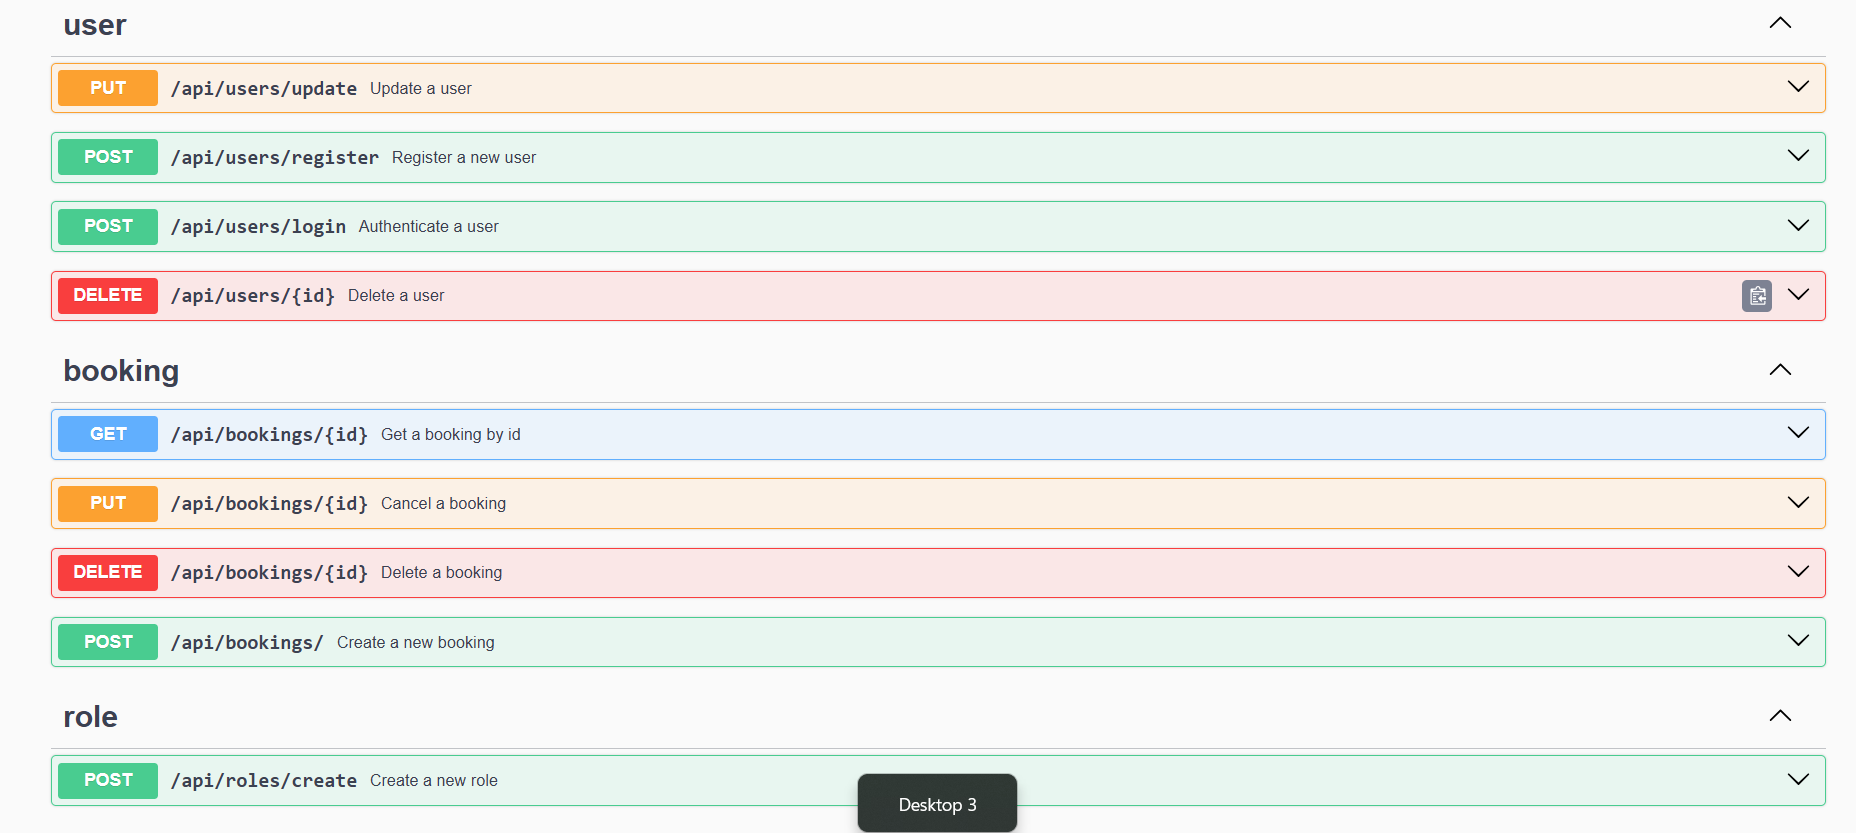 user
PUT /api/users/update Update a user
POST /api/users/register Register a new user
POST /api/users/login Authenticate a user
DELETE /api/users/{id} Delete a user
booking
GET /api/bookings/{id} Get a booking by id
PUT /api/bookings/{id} Cancel a booking
DELETE /api/bookings/{id} Delete a booking
POST /api/bookings/ Create a new booking
role
POST /api/roles/create Create a new role
Desktop 3